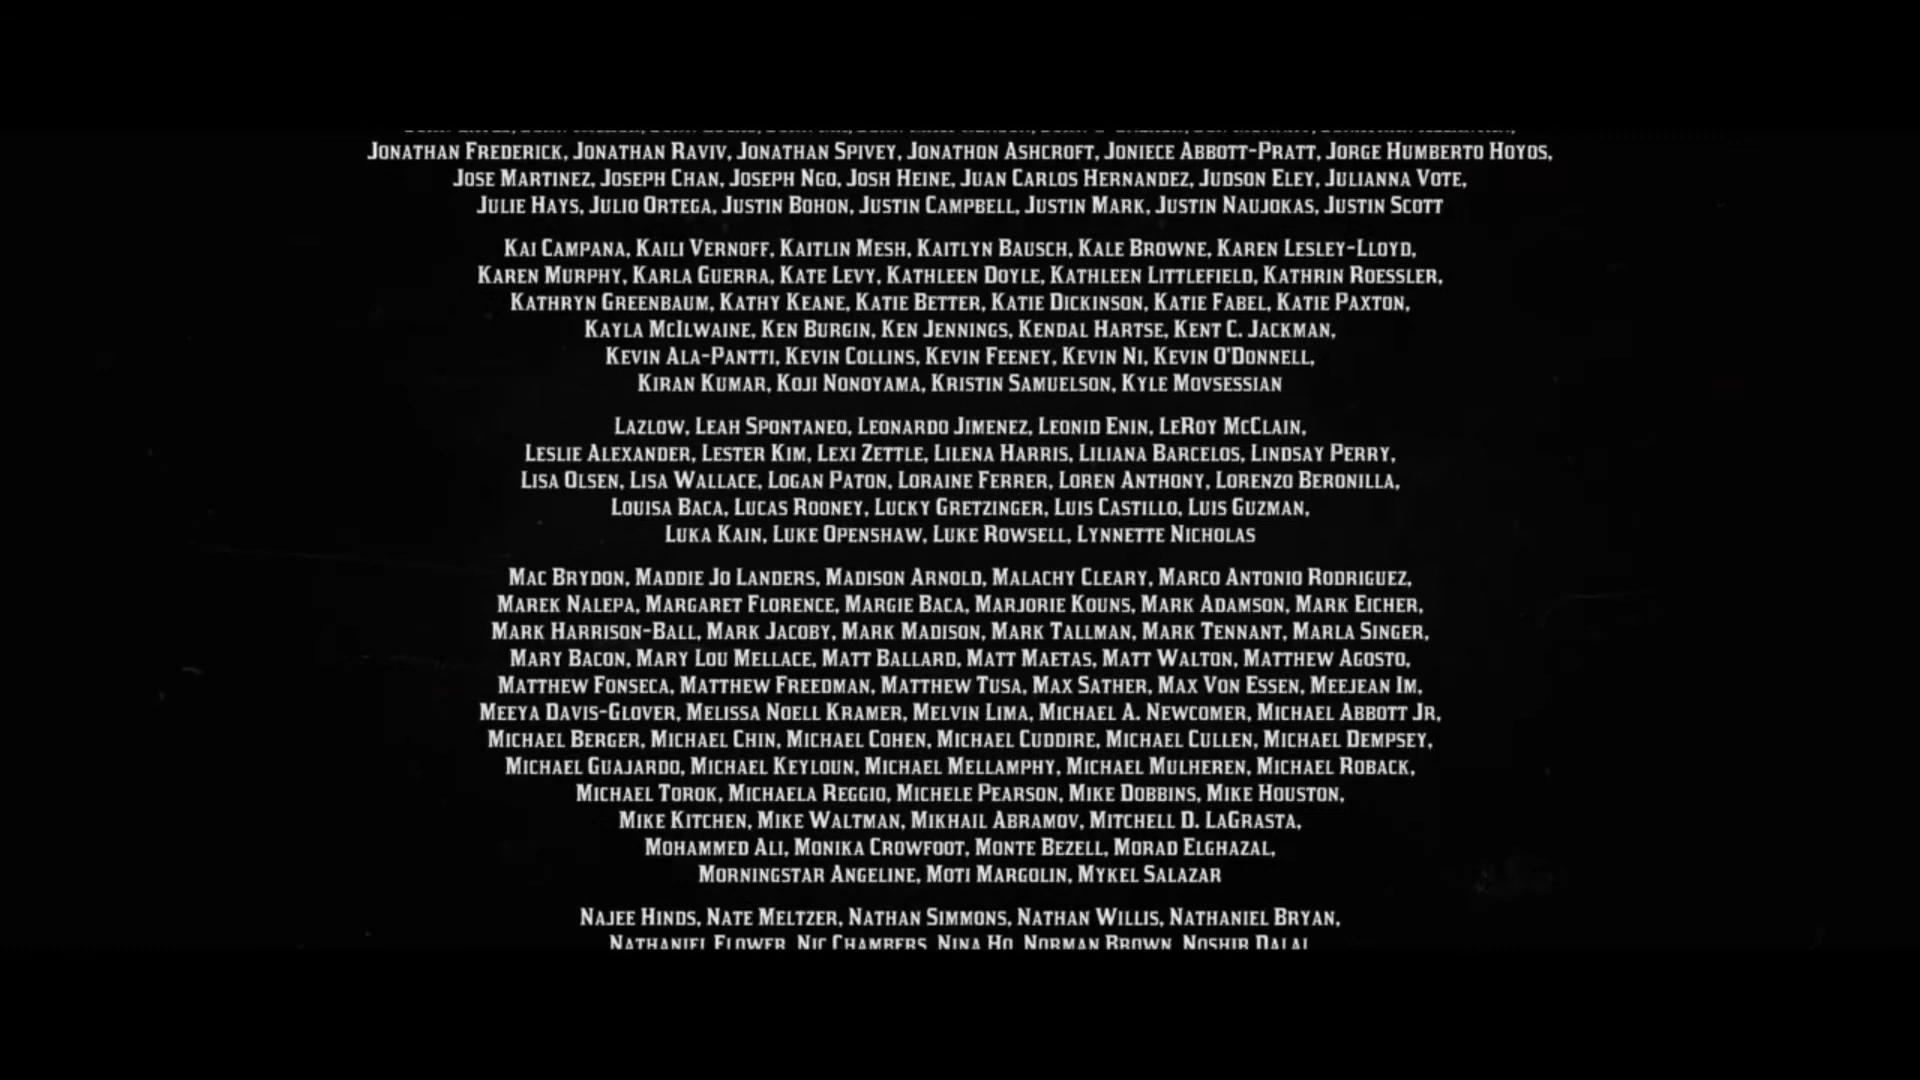 Jonathan Frederick, Jonathan Raviv, Jonathan Spivey, Jonathon Ashcroft, Joniece Abbott-Pratt, Jorge Humberto Hoyos,
Jose Martinez, Joseph Chan, Joseph Ngo, Josh Heine, Juan Carlos Hernandez, Judson Eley, Julianna Vote,
Julie Hays, Julio Ortega, Justin Bohon, Justin Campbell, Justin Mark, Justin Naujokas, Justin Scott
Kai Campana, Kaili Vernoff, Kaitlin Mesh, Kaitlyn Bausch, Kale Browne, Karen Lesley-Lloyd,
Karen Murphy, Karla Guerra, Kate Levy, Kathleen Doyle, Kathleen Littlefield, Kathrin Roessler,
Kathryn Greenbaum, Kathy Keane, Katie Better, Katie Dickinson, Katie Fabel, Katie Paxton,
Kayla McIlwaine, Ken Burgin, Ken Jennings, Kendal Hartse, Kent C. Jackman,
Kevin Ala-Pantti, Kevin Collins, Kevin Feeney, Kevin Ni, Kevin O'Donnell,
Kiran Kumar, Koji Nonoyama, Kristin Samuelson, Kyle Movsessian
Lazlow, Leah Spontaneo, Leonardo Jimenez, Leonid Enin, LeRoy McClain,
Leslie Alexander, Lester Kim, Lexi Zettle, Lilena Harris, Liliana Barcelos, Lindsay Perry,
Lisa Olsen, Lisa Wallace, Logan Paton, Loraine Ferrer, Loren Anthony, Lorenzo Beronilla,
Louisa Baca, Lucas Rooney, Lucky Gretzinger, Luis Castillo, Luis Guzman,
Luka Kain, Luke Openshaw, Luke Rowsell, Lynnette Nicholas
Mac Brydon, Maddie Jo Landers, Madison Arnold, Malachy Cleary, Marco Antonio Rodriguez,
Marek Nalepa, Margaret Florence, Margie Baca, Marjorie Kouns, Mark Adamson, Mark Eicher,
Mark Harrison-Ball, Mark Jacoby, Mark Madison, Mark Tallman, Mark Tennant, Marla Singer,
Mary Bacon, Mary Lou Mellace, Matt Ballard, Matt Maetas, Matt Walton, Matthew Agosto,
Matthew Fonseca, Matthew Freedman, Matthew Tusa, Max Sather, Max Von Essen, Meejean Im,
Meeya Davis-Glover, Melissa Noell Kramer, Melvin Lima, Michael A. Newcomer, Michael Abbott Jr,
Michael Berger, Michael Chin, Michael Cohen, Michael Cuddire, Michael Cullen, Michael Dempsey,
Michael Guajardo, Michael Keyloun, Michael Mellamphy, Michael Mulheren, Michael Roback,
Michael Torok, Michaela Reggio, Michele Pearson, Mike Dobbins, Mike Houston,
Mike Kitchen, Mike Waltman, Mikhail Abramov, Mitchell D. LaGrasta,
Mohammed Ali, Monika Crowfoot, Monte Bezell, Morad Elghazal,
Morningstar Angeline, Moti Margolin, Mykel Salazar
Najee Hinds, Nate Meltzer, Nathan Simmons, Nathan Willis, Nathaniel Bryan,
Nathaniel Flower, Nic Chambers, Nina Ho, Norman Brown, Noshir Dalal